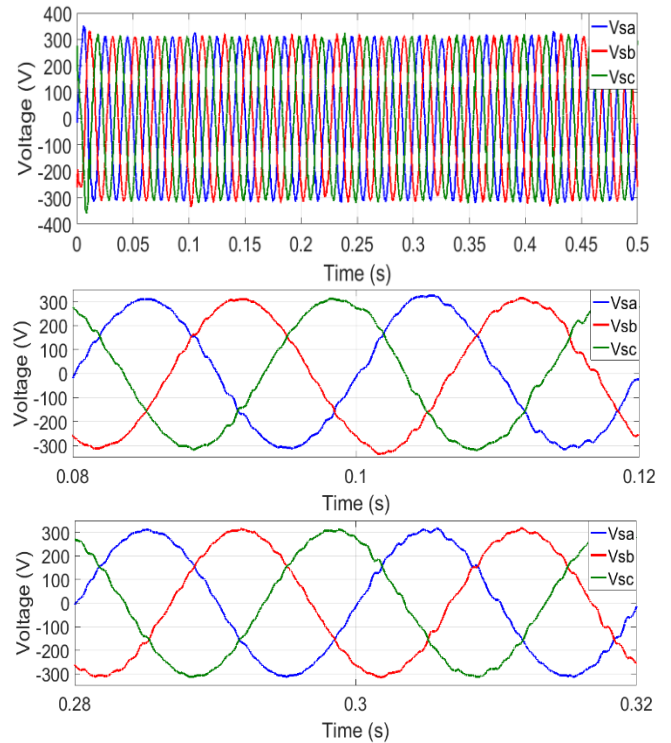 400
300
200
100
0
-100
-200
-300
-400
Voltage (V)
Vsa
Vsb
Vsc
0 0.05 0.1 0.15 0.2 0.25 0.3 0.35 0.4 0.45 0.5
Time (s)
300
200
100
0
-100
-200
-300
Voltage (V)
Vsa
Vsb
Vsc
0.08 0.1 0.12
Time (s)
300
200
100
0
-100
-200
-300
Voltage (V)
Vsa
Vsb
Vsc
0.28 0.3 0.32
Time (s)